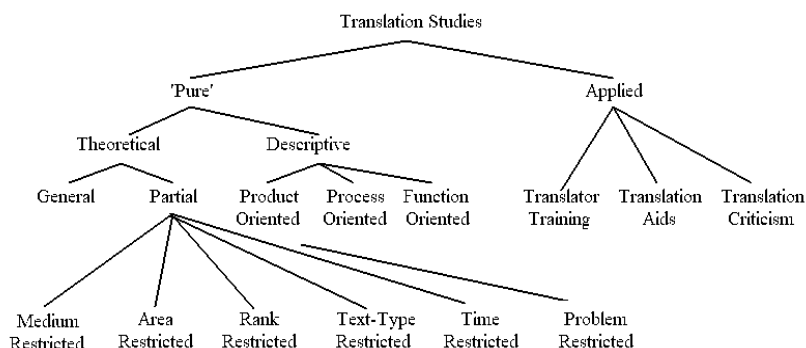 Translation Studies
'Pure' Applied
Theoretical Descriptive
General Partial Product Process Function Translator Translation Translation
Oriented Oriented Oriented Training Aids Criticism
Medium Area Rank Text-Type Time Problem
Restricted Restricted Restricted Restricted Restricted Restricted